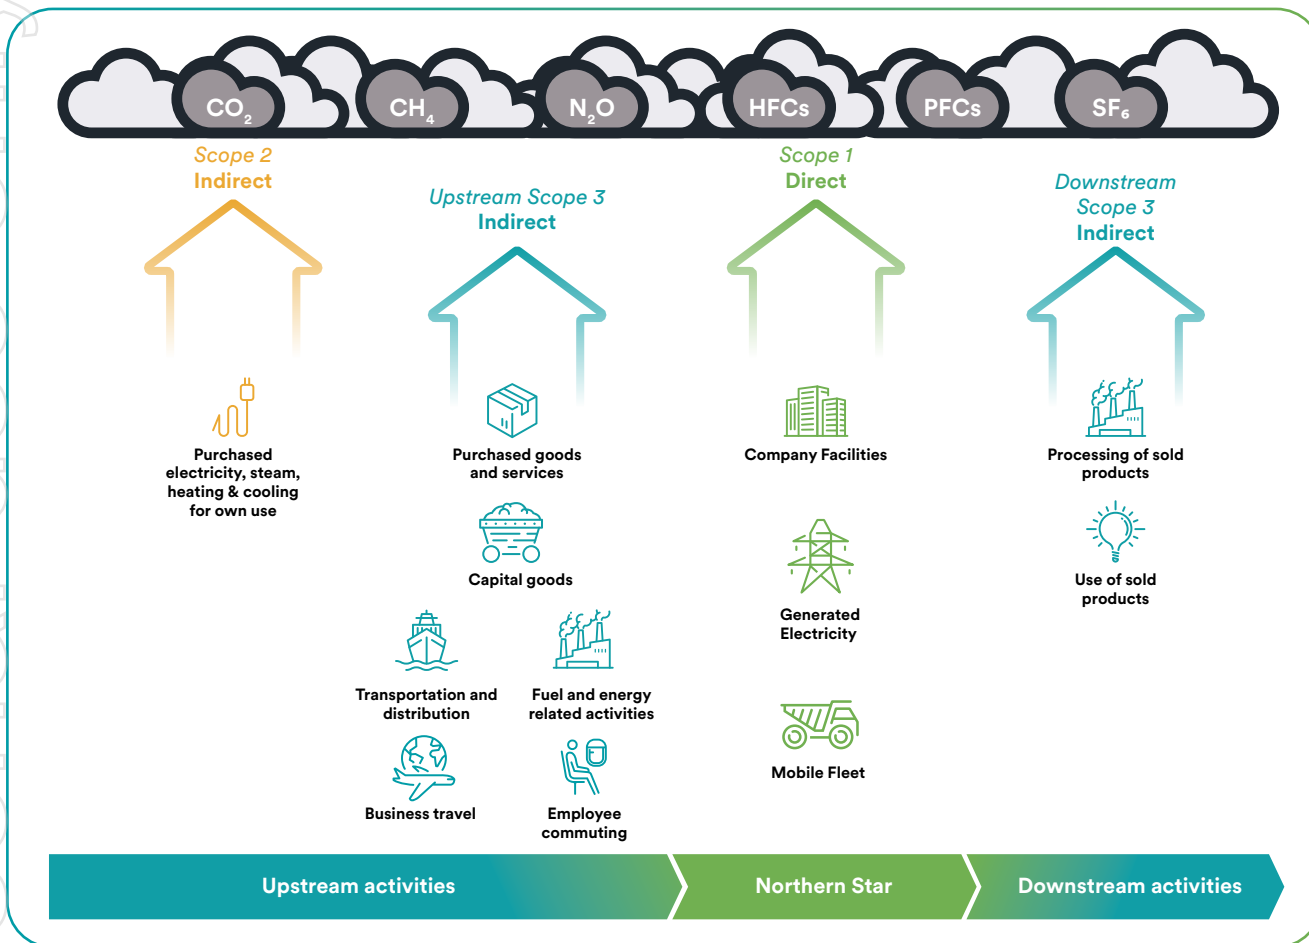 CO₂
CH₄
N₂O
HFCs
PFCs
SF₆
Scope 2
Indirect
Purchased
electricity, steam,
heating & cooling
for own use
Upstream Scope 3
Indirect
Purchased goods
and services
Capital goods
Transportation and
distribution
Fuel and energy
related activities
Business travel
Employee
commuting
Scope 1
Direct
Company Facilities
Generated
Electricity
Mobile Fleet
Downstream
Scope 3
Indirect
Processing of sold
products
Use of sold
products
Upstream activities
Northern Star
Downstream activities